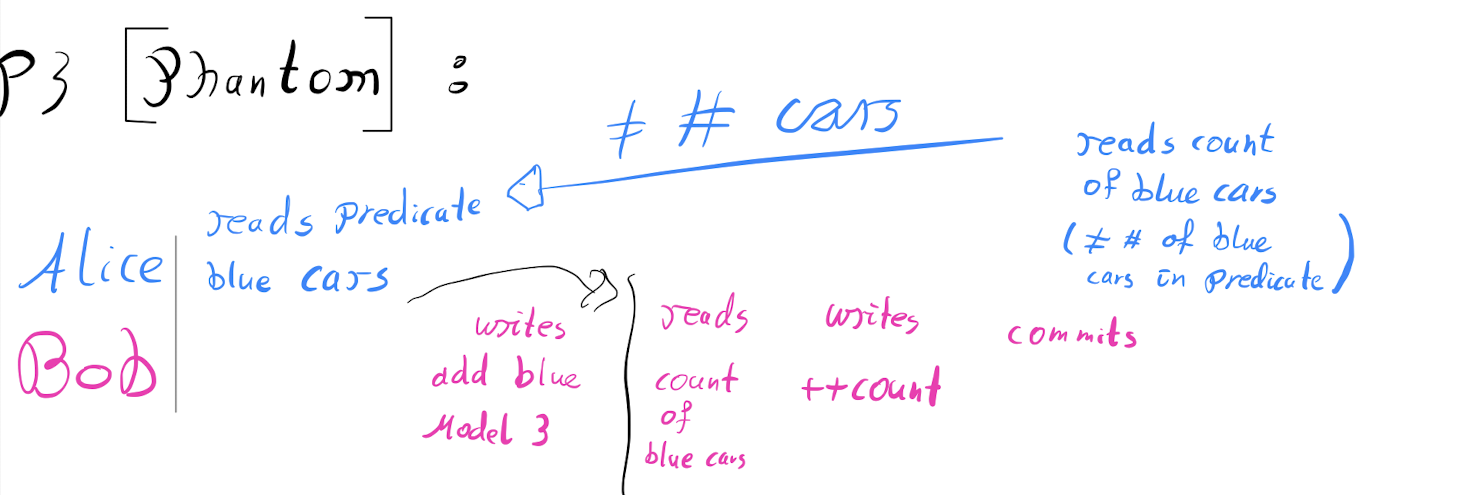 P3 [Phantom] :
≠ # cars
reads predicate
blue cars
reads count
of blue cars
(≠ # of blue
cars in predicate)
Alice
Bob
writes
add blue
Model 3
reads
count
of
blue cars
writes
++count
commits